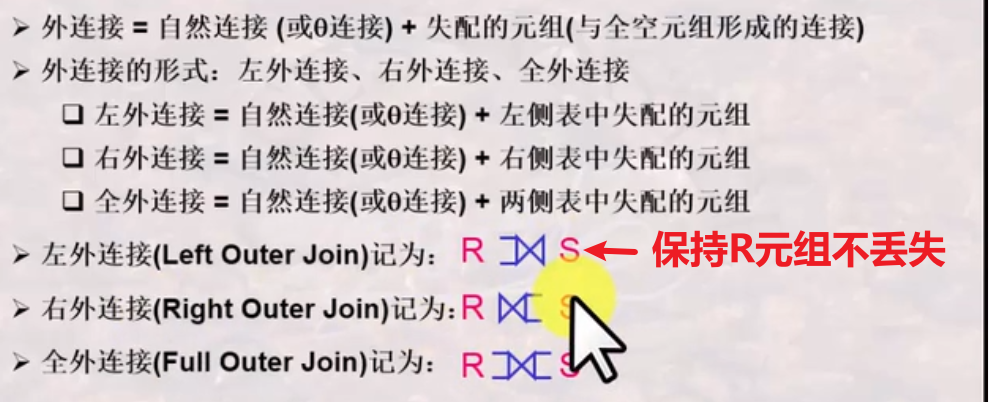 ➢ 外连接 = 自然连接 (或θ连接) + 失配的元组(与全空元组形成的连接)
➢ 外连接的形式：左外连接、右外连接、全外连接
❑ 左外连接 = 自然连接(或θ连接) + 左侧表中失配的元组
❑ 右外连接 = 自然连接(或θ连接) + 右侧表中失配的元组
❑ 全外连接 = 自然连接(或θ连接) + 两侧表中失配的元组
➢ 左外连接(Left Outer Join)记为： R ⟕ S ← 保持R元组不丢失
➢ 右外连接(Right Outer Join)记为：R ⟖ S
➢ 全外连接(Full Outer Join)记为： R ⟗ S